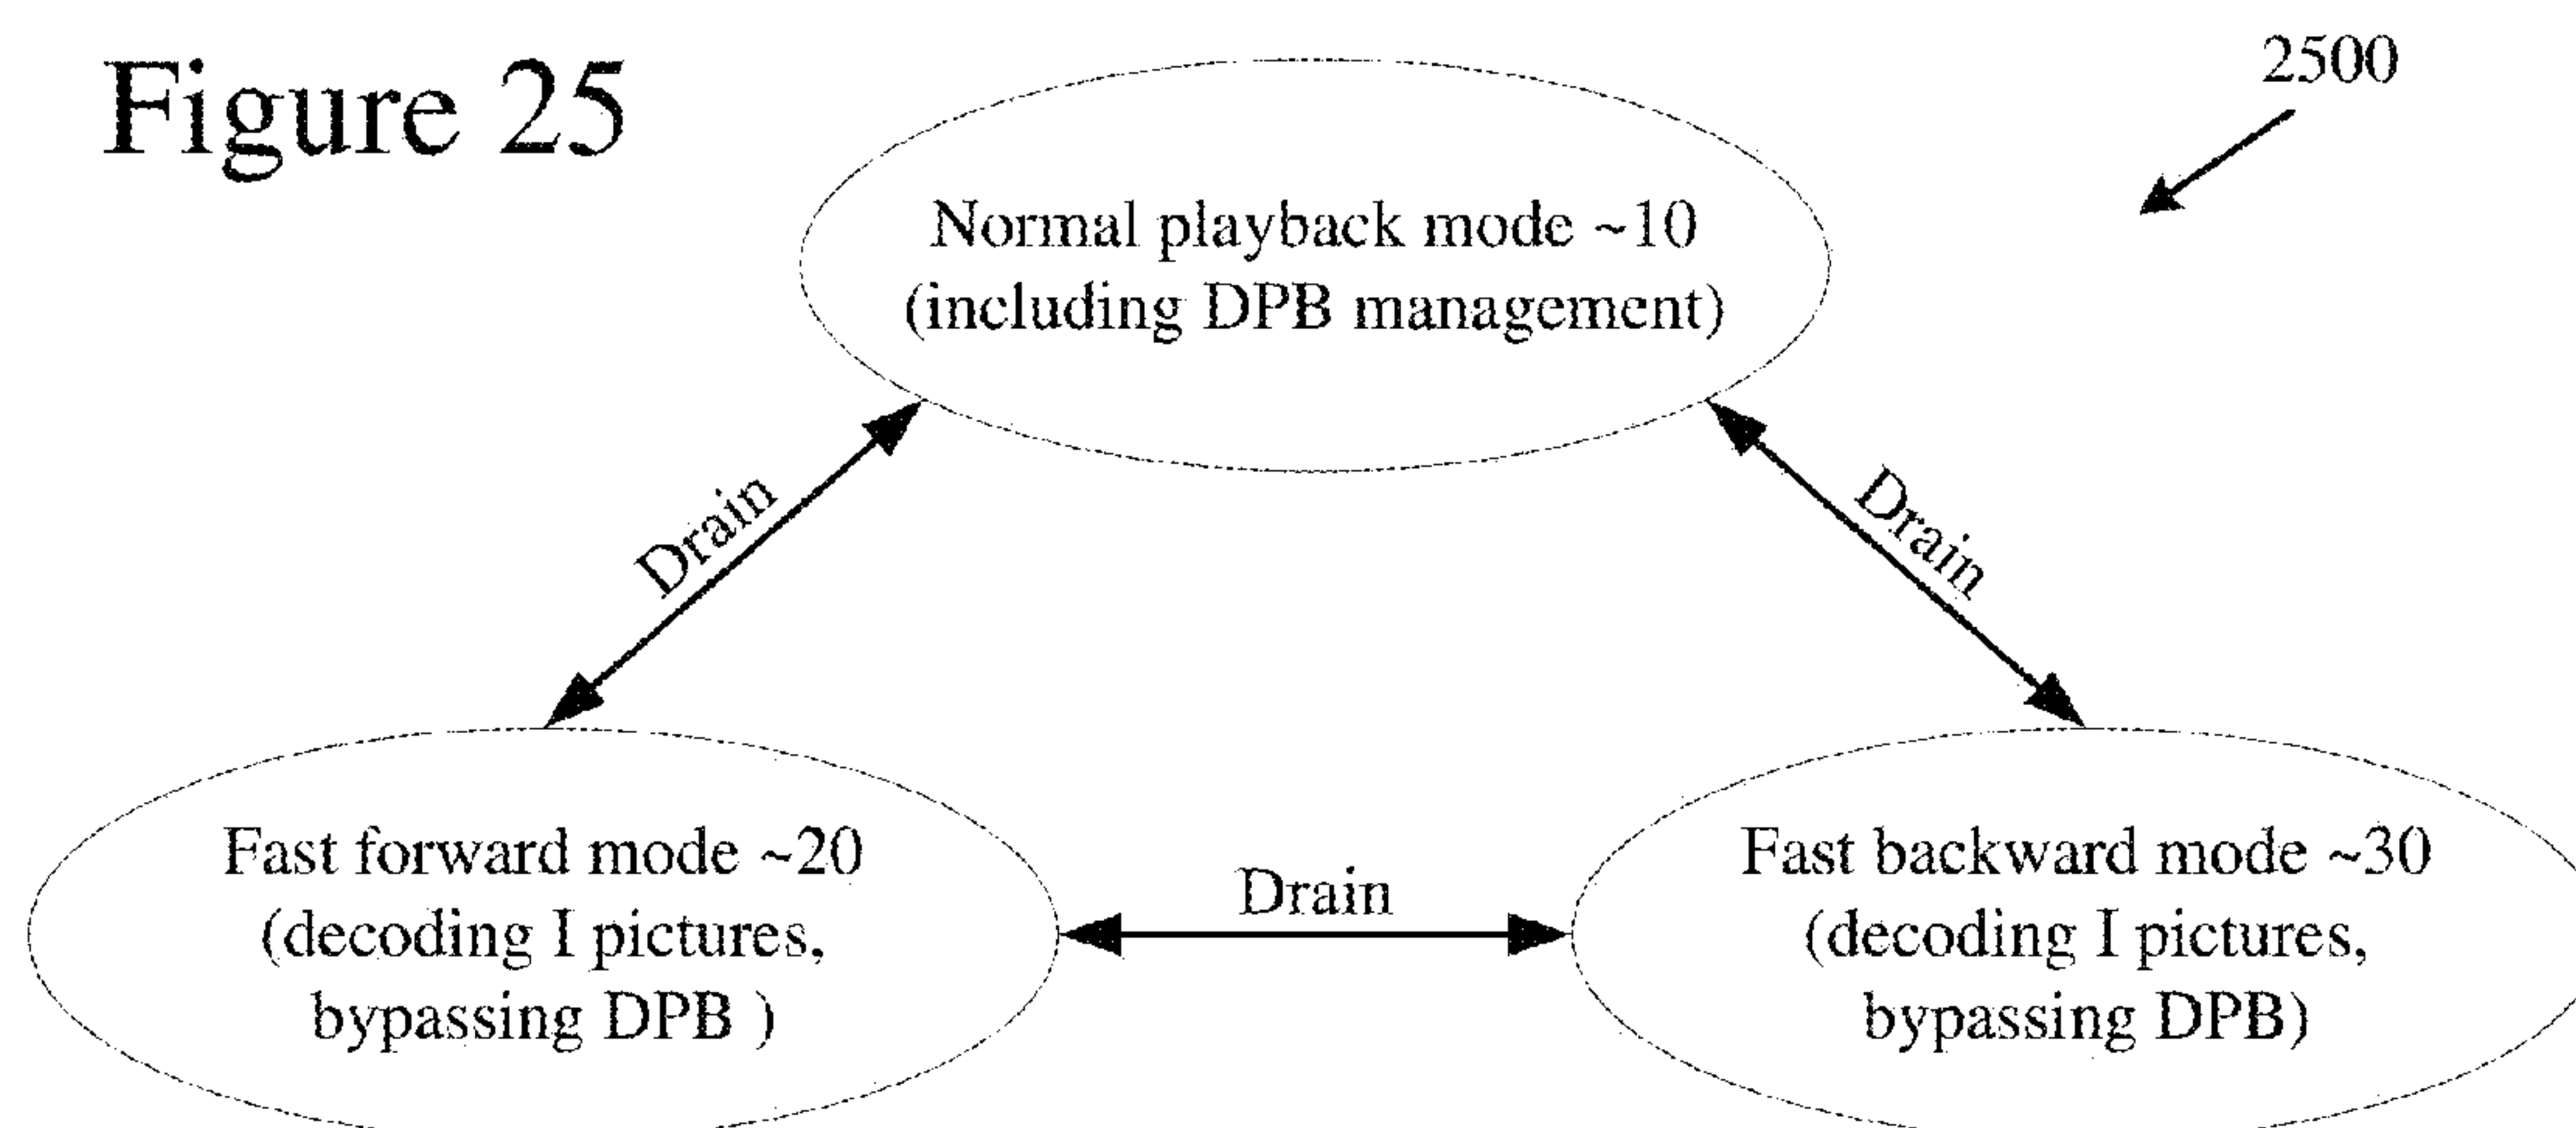 Figure 25
2500
Normal playback mode ~10
(including DPB management)
Drain
Drain
Fast forward mode ~20
(decoding I pictures,
bypassing DPB )
Drain
Fast backward mode ~30
(decoding I pictures,
bypassing DPB)